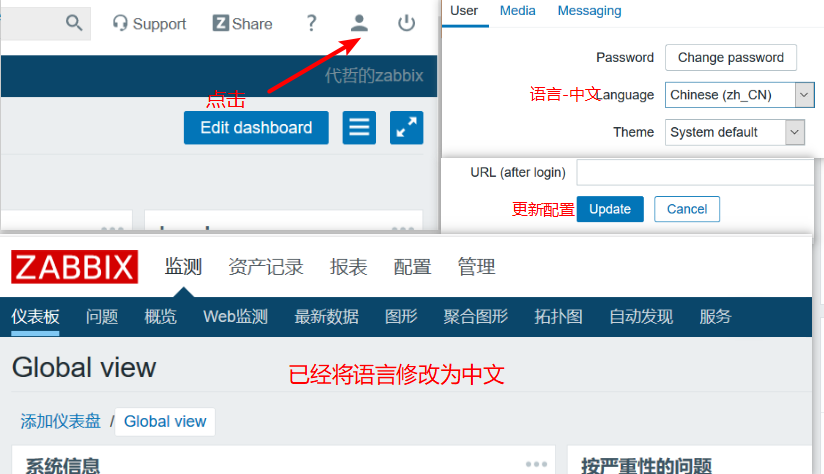 Support Share ?
代哲的zabbix
点击
Edit dashboard
User Media Messaging
Password Change password
语言-中文
Language Chinese (zh_CN)
Theme System default
URL (after login)
更新配置 Update Cancel
ZABBIX 监测 资产记录 报表 配置 管理
仪表板 问题 概览 Web监测 最新数据 图形 聚合图形 拓扑图 自动发现 服务
Global view
已经将语言修改为中文
添加仪表盘 / Global view
系统信息 按严重性的问题